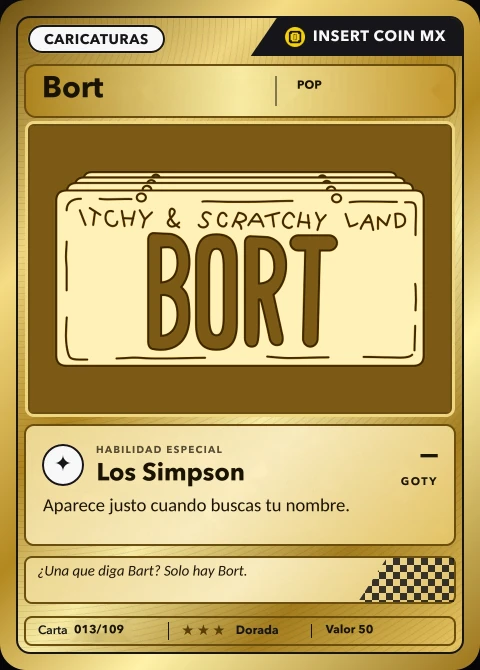 CARICATURAS
INSERT COIN MX
Bort
POP
ITCHY & SCRATCHY LAND
BORT
HABILIDAD ESPECIAL
Los Simpson
—
GOTY
Aparece justo cuando buscas tu nombre.
¿Una que diga Bart? Solo hay Bort.
Carta 013/109
★★★ Dorada
Valor 50